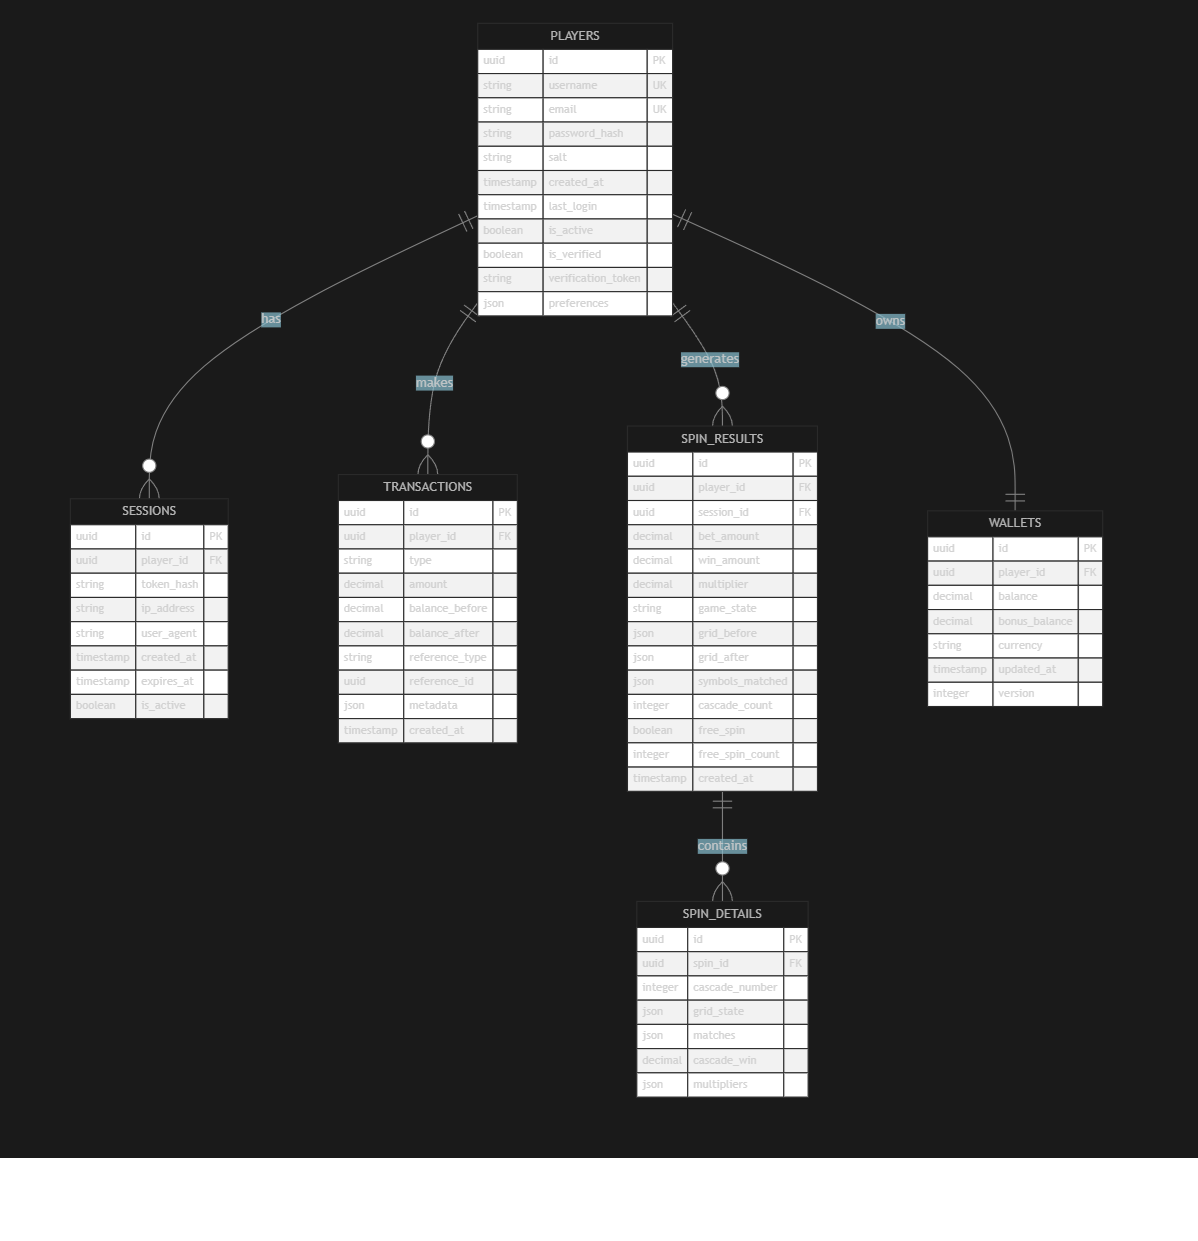 PLAYERS
uuid id PK
string username UK
string email UK
string password_hash
string salt
timestamp created_at
timestamp last_login
boolean is_active
boolean is_verified
string verification_token
json preferences
has
makes
generates
owns
SESSIONS
uuid id PK
uuid player_id FK
string token_hash
string ip_address
string user_agent
timestamp created_at
timestamp expires_at
boolean is_active
TRANSACTIONS
uuid id PK
uuid player_id FK
string type
decimal amount
decimal balance_before
decimal balance_after
string reference_type
uuid reference_id
json metadata
timestamp created_at
SPIN_RESULTS
uuid id PK
uuid player_id FK
uuid session_id FK
decimal bet_amount
decimal win_amount
decimal multiplier
string game_state
json grid_before
json grid_after
json symbols_matched
integer cascade_count
boolean free_spin
integer free_spin_count
timestamp created_at
WALLETS
uuid id PK
uuid player_id FK
decimal balance
decimal bonus_balance
string currency
timestamp updated_at
integer version
contains
SPIN_DETAILS
uuid id PK
uuid spin_id FK
integer cascade_number
json grid_state
json matches
decimal cascade_win
json multipliers